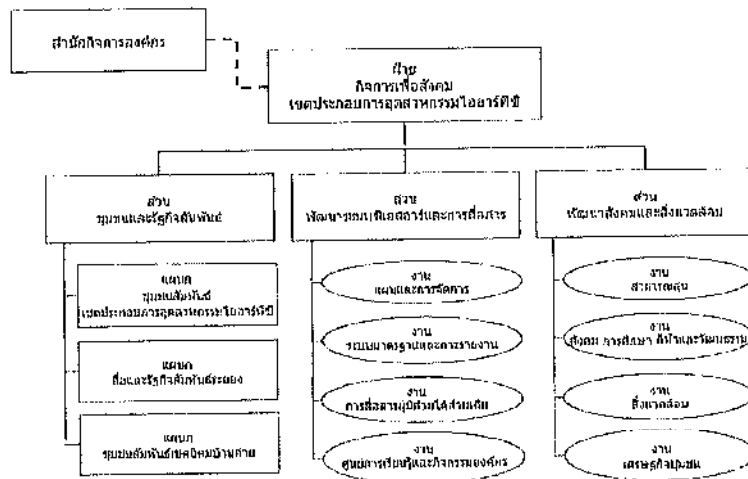 สำนักกิจการองค์กร
ฝ่าย
กิจการเพื่อสังคม
เขตประกอบการอุตสาหกรรมไออาร์พีซี
ส่วน
ชุมชนและรัฐกิจสัมพันธ์
ส่วน
พัฒนาระบบซีเอสอาร์และการสื่อสาร
ส่วน
พัฒนาสังคมและสิ่งแวดล้อม
แผนก
ชุมชนสัมพันธ์
เขตประกอบการอุตสาหกรรมไออาร์พีซี
แผนก
สื่อและรัฐกิจสัมพันธ์ระยอง
แผนก
ชุมชนสัมพันธ์เขตนิคมบ้านค่าย
งาน
แผนและการจัดการ
งาน
ระบบมาตรฐานและการรายงาน
งาน
การสื่อสารผู้มีส่วนได้ส่วนเสีย
งาน
ศูนย์การเรียนรู้และกิจกรรมองค์กร
งาน
สาธารณสุข
งาน
สังคม การศึกษา กีฬาและวัฒนธรรม
งาน
สิ่งแวดล้อม
งาน
เศรษฐกิจชุมชน